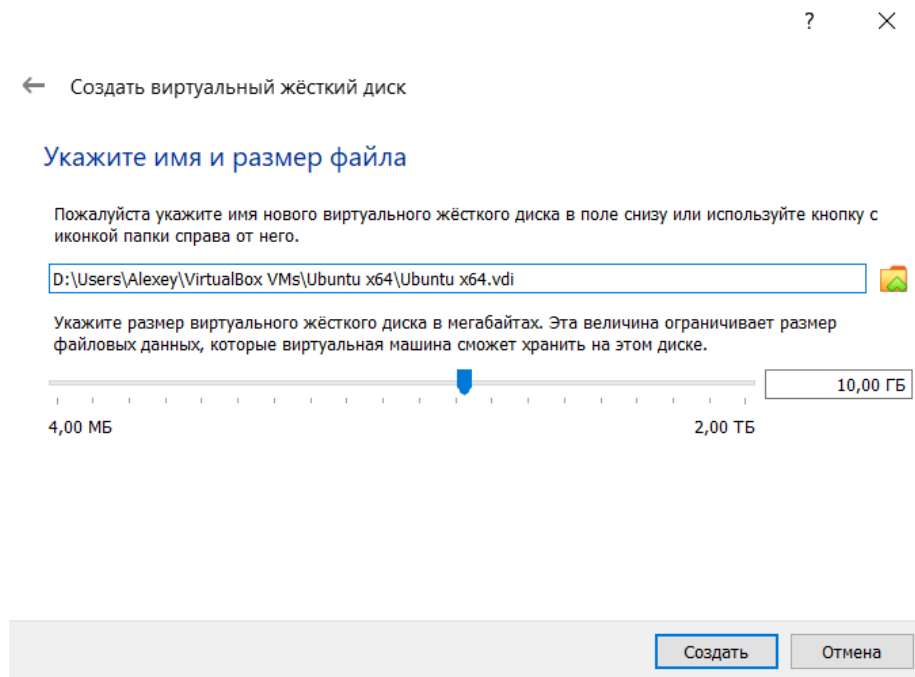 ?
Создать виртуальный жёсткий диск
Укажите имя и размер файла
Пожалуйста укажите имя нового виртуального жёсткого диска в поле снизу или используйте кнопку с
иконкой папки справа от него.
D:\Users\Alexey\VirtualBox VMs\Ubuntu x64\Ubuntu x64.vdi
Укажите размер виртуального жёсткого диска в мегабайтах. Эта величина ограничивает размер
файловых данных, которые виртуальная машина сможет хранить на этом диске.
10,00 ГБ
4,00 МБ 2,00 ТБ
Создать Отмена